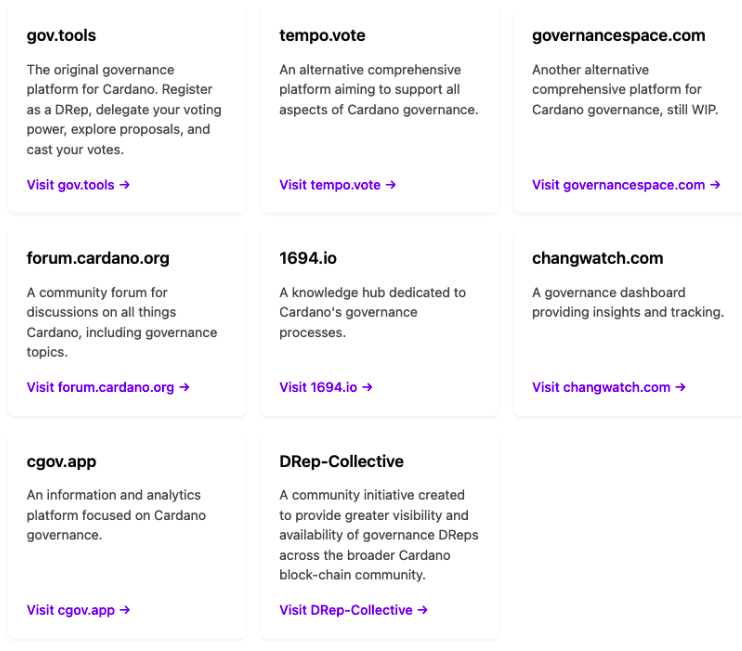 gov.tools
The original governance
platform for Cardano. Register
as a DRep, delegate your voting
power, explore proposals, and
cast your votes.
Visit gov.tools →
tempo.vote
An alternative comprehensive
platform aiming to support all
aspects of Cardano governance.
Visit tempo.vote →
governancespace.com
Another alternative
comprehensive platform for
Cardano governance, still WIP.
Visit governancespace.com →
forum.cardano.org
A community forum for
discussions on all things
Cardano, including governance
topics.
Visit forum.cardano.org →
1694.io
A knowledge hub dedicated to
Cardano's governance
processes.
Visit 1694.io →
changwatch.com
A governance dashboard
providing insights and tracking.
Visit changwatch.com →
cgov.app
An information and analytics
platform focused on Cardano
governance.
Visit cgov.app →
DRep-Collective
A community initiative created
to provide greater visibility and
availability of governance DReps
across the broader Cardano
block-chain community.
Visit DRep-Collective →